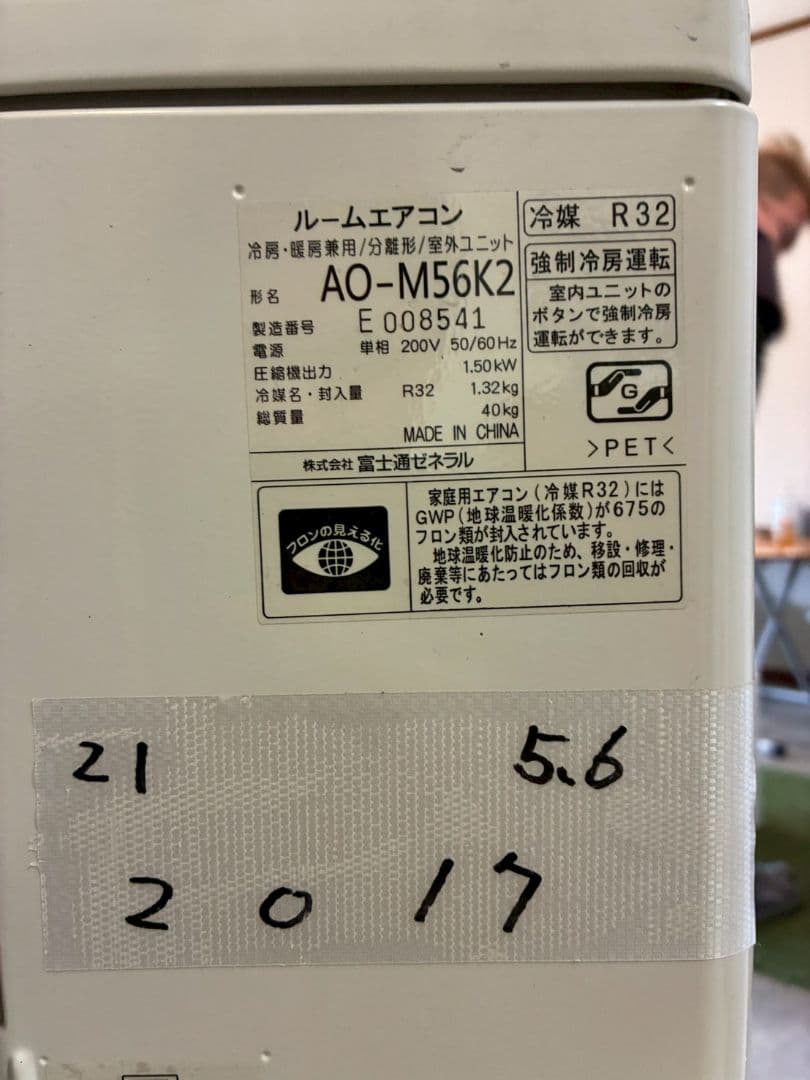 ルームエアコン
冷房・暖房兼用/分離形/室外ユニット
形名 AO-M56K2
製造番号 E 008541
電源 単相 200V 50/60Hz
圧縮機出力 1.50kW
冷媒名・封入量 R32 1.32kg
総質量 40kg
MADE IN CHINA
株式会社 富士通ゼネラル
冷媒 R32
強制冷房運転
室内ユニットの
ボタンで強制冷房
運転ができます。
G
>PET<
フロンの見える化
家庭用エアコン(冷媒R32)には
GWP(地球温暖化係数)が675の
フロン類が封入されています。
地球温暖化防止のため、移設・修理・
廃棄等にあたってはフロン類の回収が
必要です。
21 5.6
2017